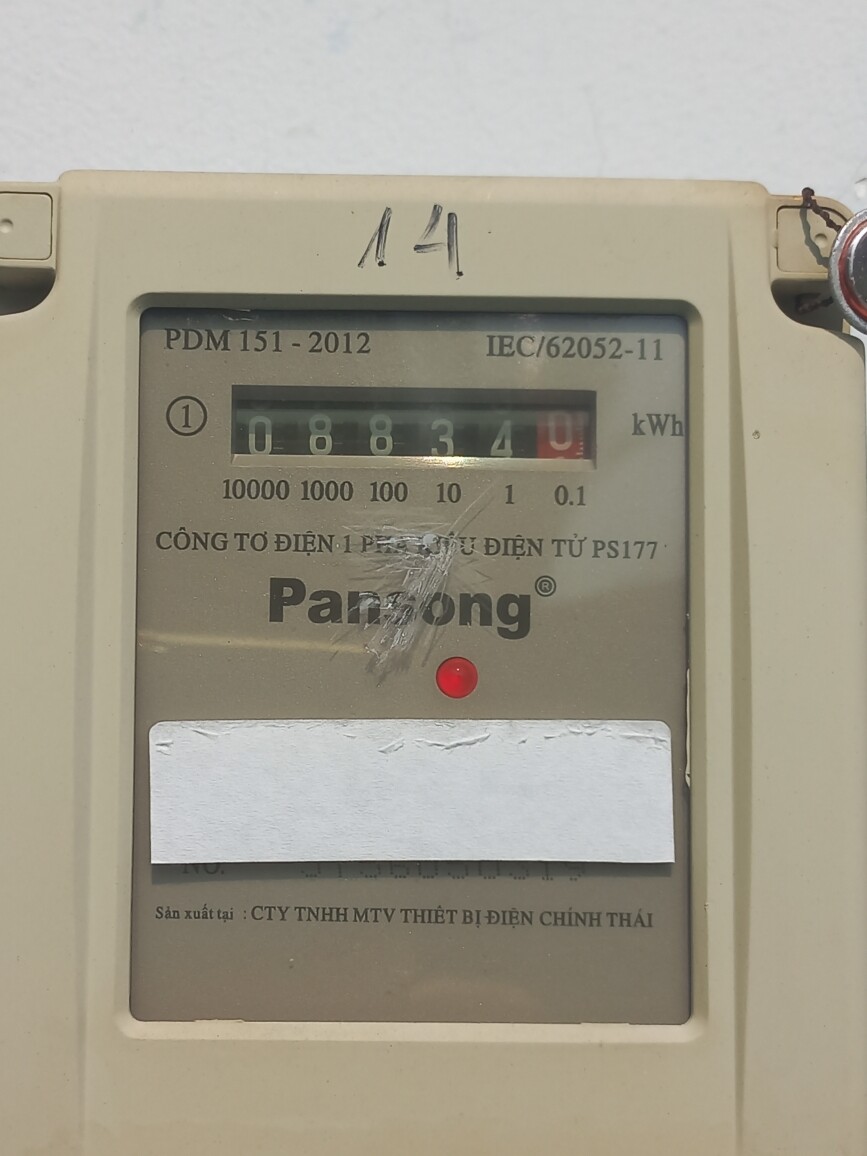 14
PDM 151 - 2012 IEC/62052-11
1 0 8 8 3 4 0 kWh
10000 1000 100 10 1 0.1
CÔNG TƠ ĐIỆN 1 PHA KIỂU ĐIỆN TỬ PS177
Pansong®
NO.
Sản xuất tại : CTY TNHH MTV THIẾT BỊ ĐIỆN CHÍNH THÁI